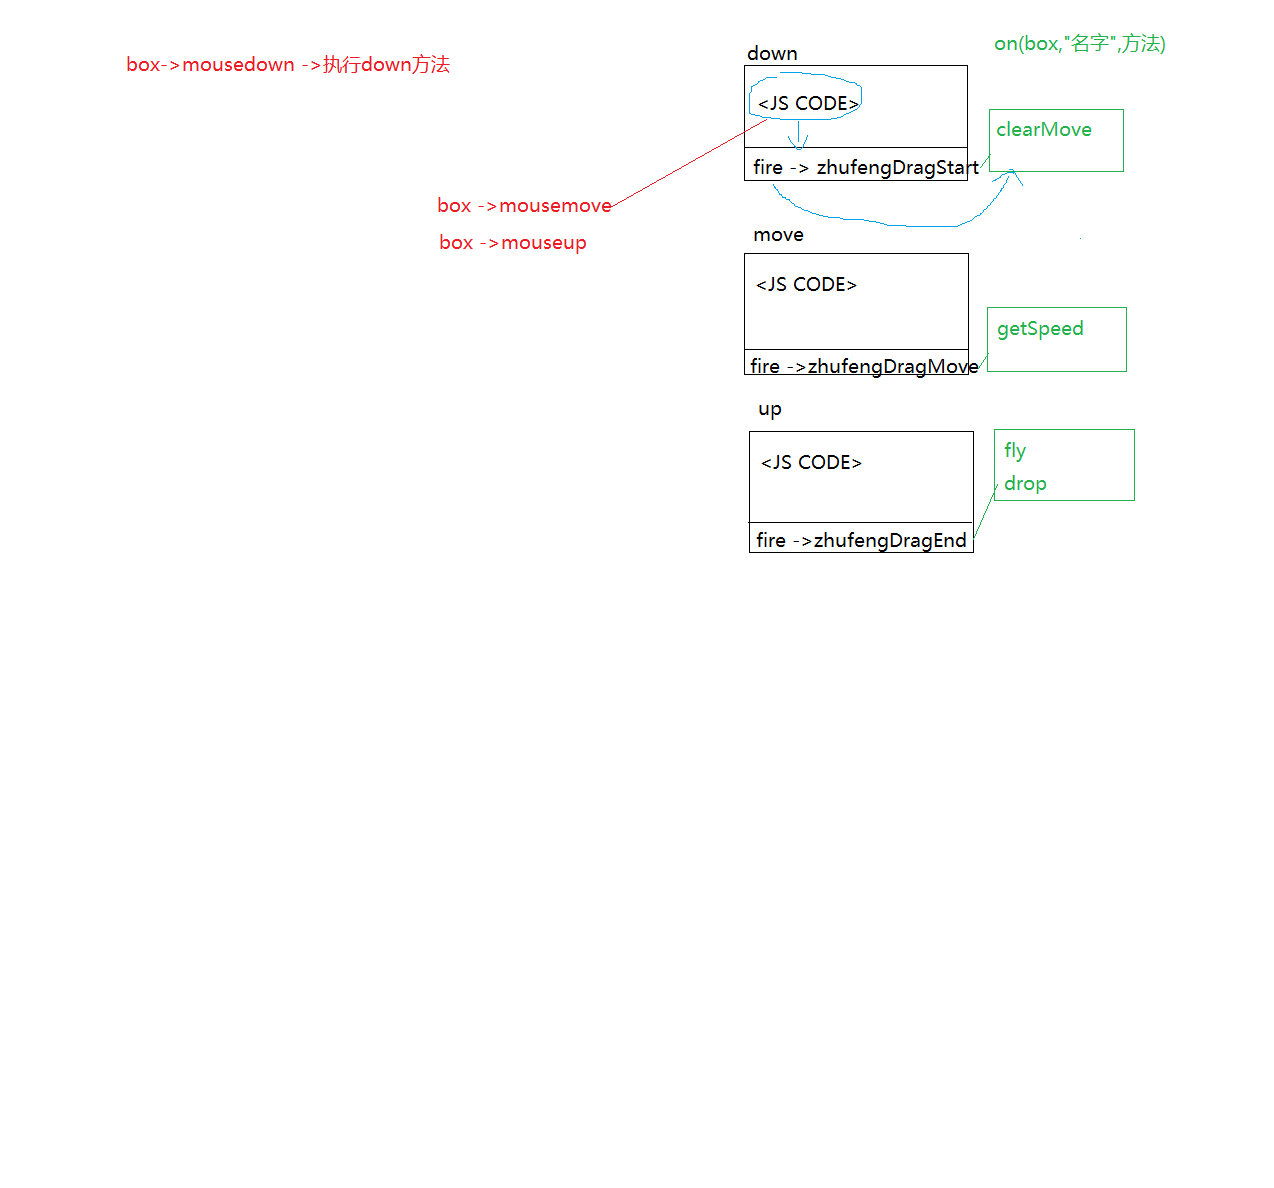 on(box,"名字",方法)
down
box->mousedown ->执行down方法
<JS CODE>
clearMove
fire -> zhufengDragStart
box ->mousemove
box ->mouseup
move
<JS CODE>
getSpeed
fire ->zhufengDragMove
up
<JS CODE>
fly
drop
fire ->zhufengDragEnd